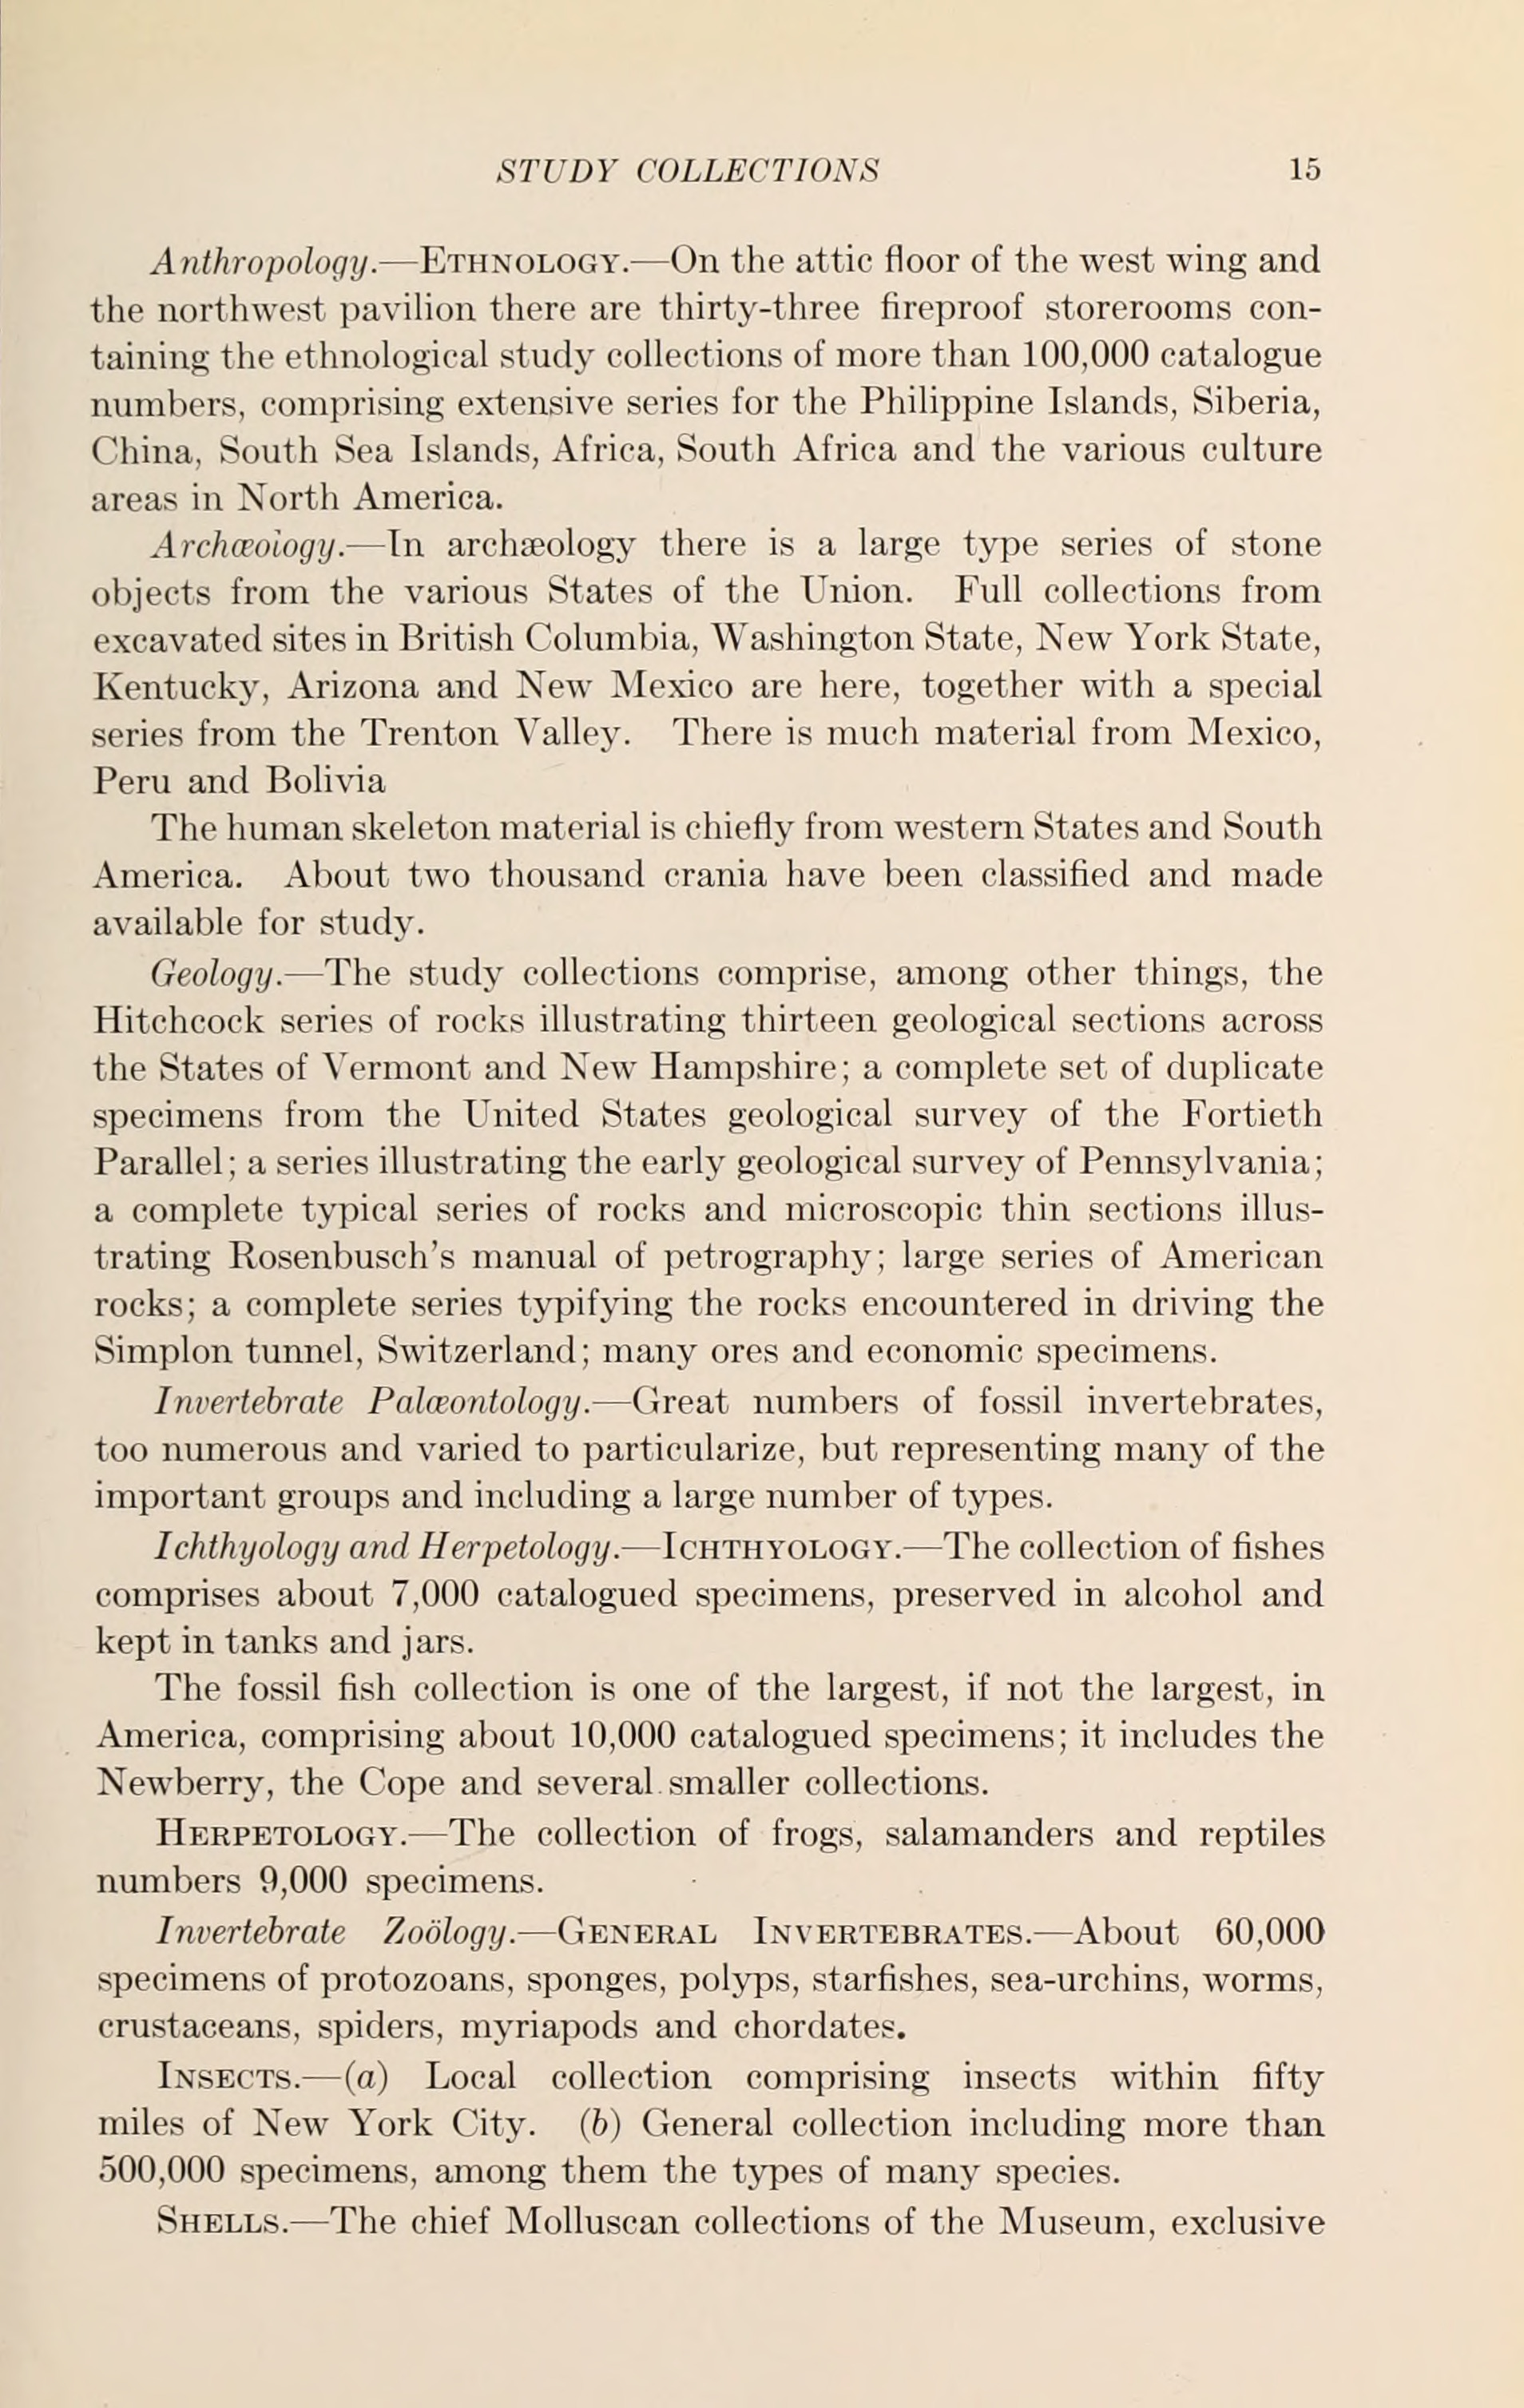 STUDY COLLECTIONS 15
Anthropology.—ETHNOLOGY.—On the attic floor of the west wing and
the northwest pavilion there are thirty-three fireproof storerooms con-
taining the ethnological study collections of more than 100,000 catalogue
numbers, comprising extensive series for the Philippine Islands, Siberia,
China, South Sea Islands, Africa, South Africa and the various culture
areas in North America.
Archæology.—In archæology there is a large type series of stone
objects from the various States of the Union. Full collections from
excavated sites in British Columbia, Washington State, New York State,
Kentucky, Arizona and New Mexico are here, together with a special
series from the Trenton Valley. There is much material from Mexico,
Peru and Bolivia
The human skeleton material is chiefly from western States and South
America. About two thousand crania have been classified and made
available for study.
Geology.—The study collections comprise, among other things, the
Hitchcock series of rocks illustrating thirteen geological sections across
the States of Vermont and New Hampshire; a complete set of duplicate
specimens from the United States geological survey of the Fortieth
Parallel; a series illustrating the early geological survey of Pennsylvania;
a complete typical series of rocks and microscopic thin sections illus-
trating Rosenbusch's manual of petrography; large series of American
rocks; a complete series typifying the rocks encountered in driving the
Simplon tunnel, Switzerland; many ores and economic specimens.
Invertebrate Palæontology.—Great numbers of fossil invertebrates,
too numerous and varied to particularize, but representing many of the
important groups and including a large number of types.
Ichthyology and Herpetology.—ICHTHYOLOGY.—The collection of fishes
comprises about 7,000 catalogued specimens, preserved in alcohol and
kept in tanks and jars.
The fossil fish collection is one of the largest, if not the largest, in
America, comprising about 10,000 catalogued specimens; it includes the
Newberry, the Cope and several smaller collections.
HERPETOLOGY.—The collection of frogs, salamanders and reptiles
numbers 9,000 specimens.
Invertebrate Zoölogy.—GENERAL INVERTEBRATES.—About 60,000
specimens of protozoans, sponges, polyps, starfishes, sea-urchins, worms,
crustaceans, spiders, myriapods and chordates.
INSECTS.—(a) Local collection comprising insects within fifty
miles of New York City. (b) General collection including more than
500,000 specimens, among them the types of many species.
SHELLS.—The chief Molluscan collections of the Museum, exclusive